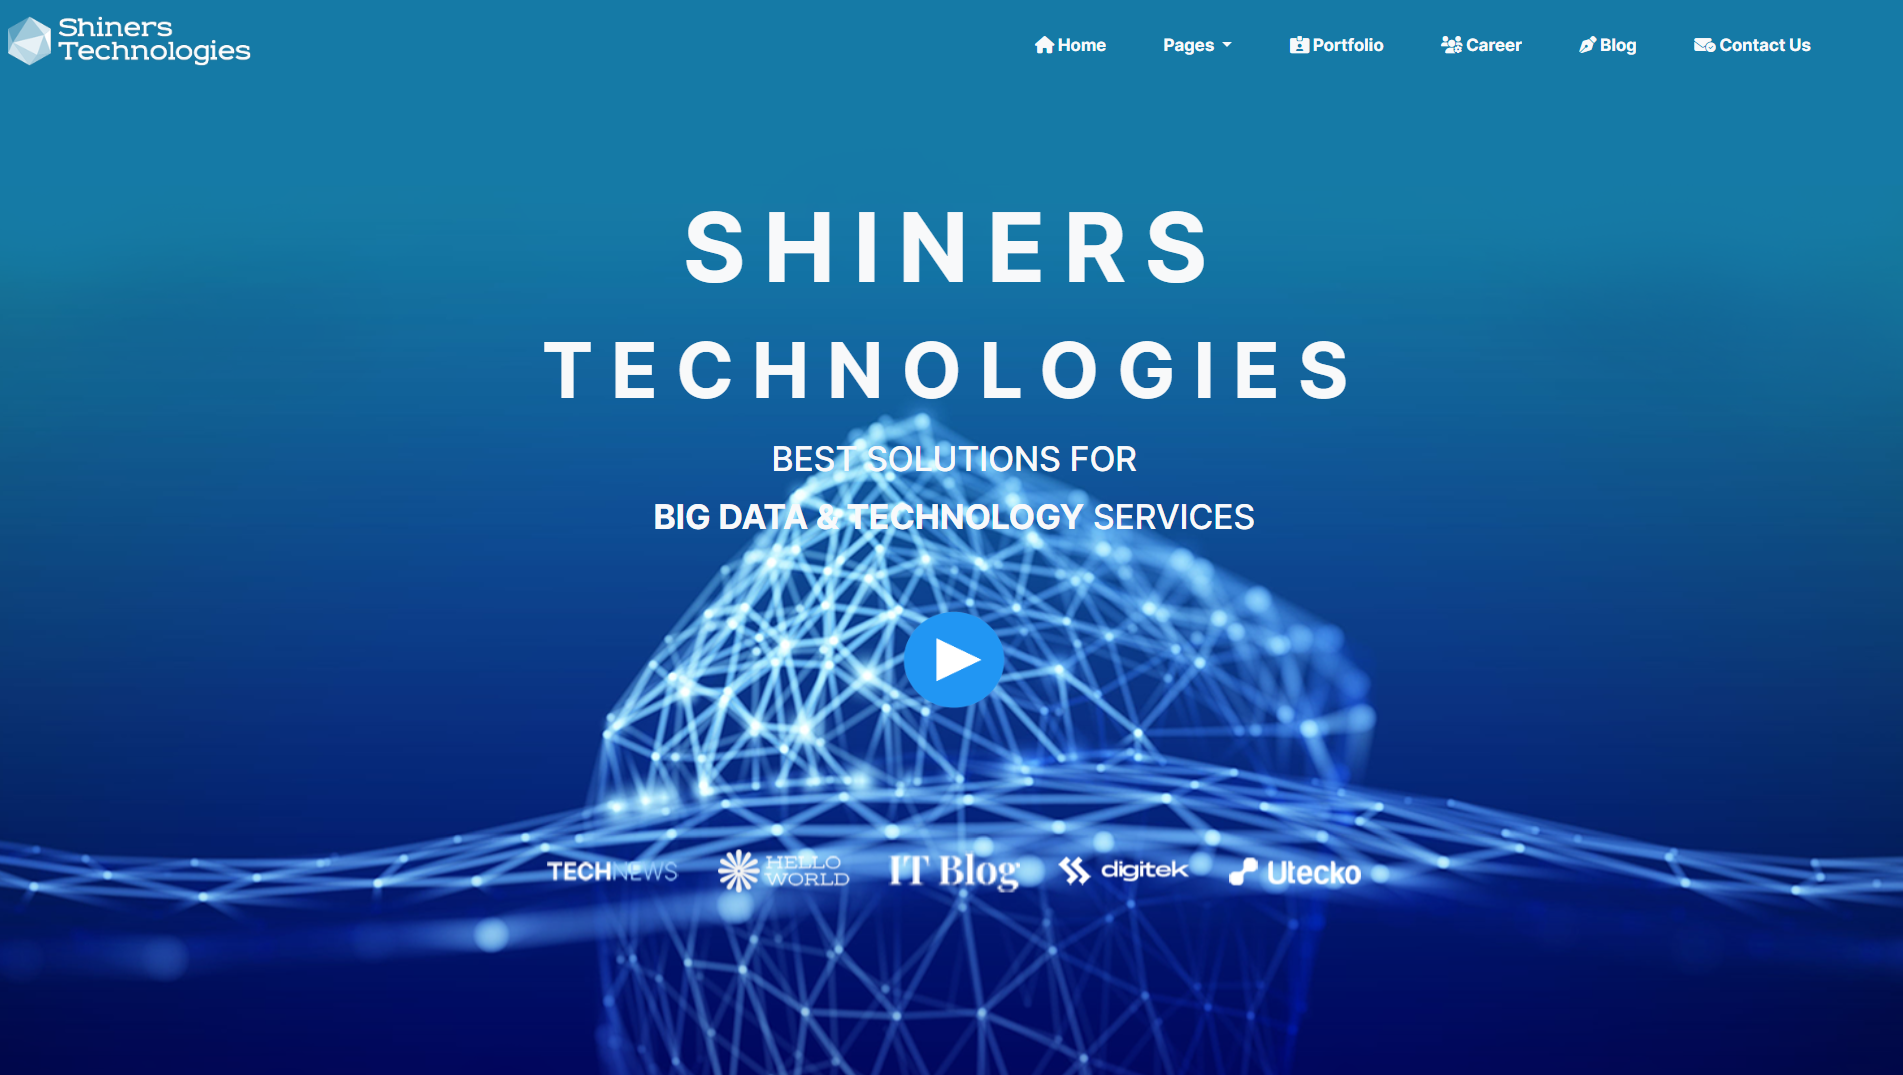 Shiners
Technologies
Home
Pages
Portfolio
Career
Blog
Contact Us
SHINERS
TECHNOLOGIES
BEST SOLUTIONS FOR
BIG DATA & TECHNOLOGY SERVICES
TECHNEWS
HELLO
WORLD
IT Blog
digitek
Utecko